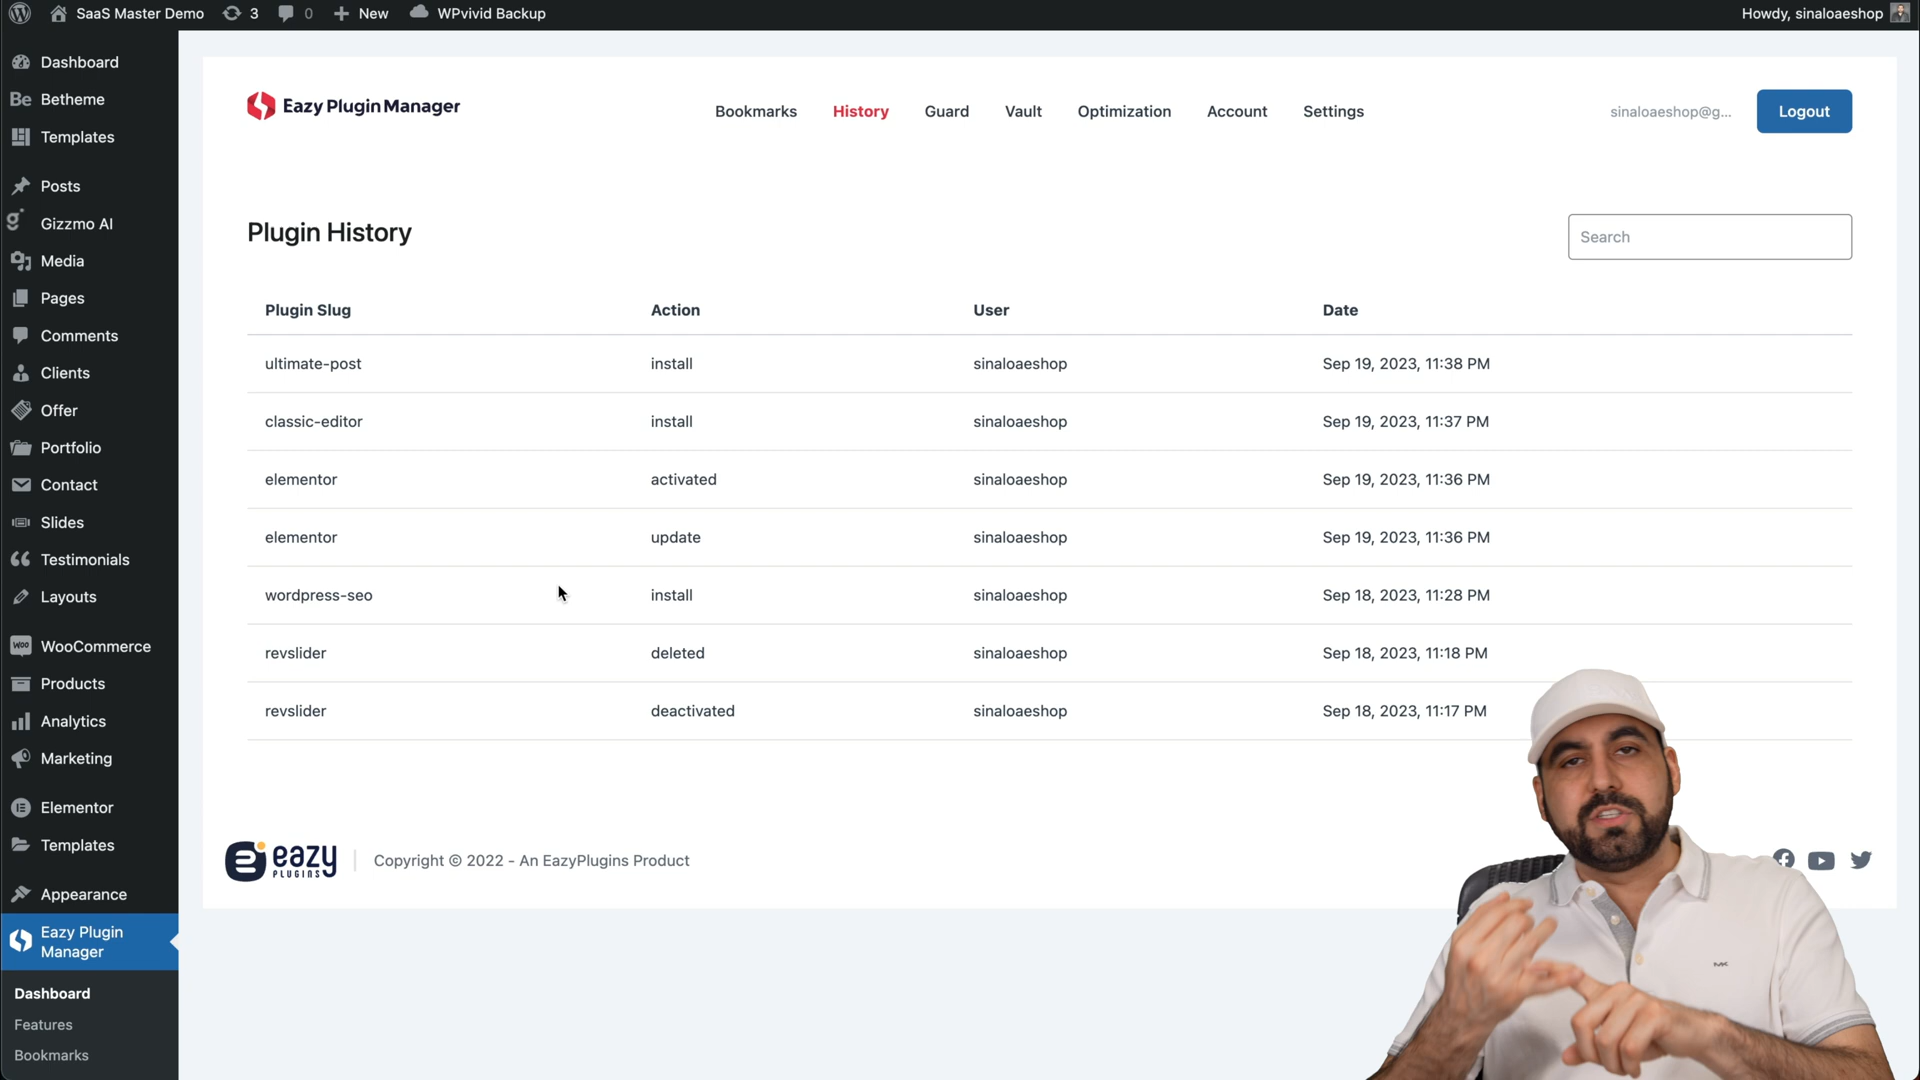 SaaS Master Demo 3 0 New WPvivid Backup Howdy, sinaloaeshop
Dashboard
Be Betheme
Templates
Posts
Gizzmo AI
Media
Pages
Comments
Clients
Offer
Portfolio
Contact
Slides
Testimonials
Layouts
Woo WooCommerce
Products
Analytics
Marketing
Elementor
Templates
Appearance
Eazy Plugin
Manager
Dashboard
Features
Bookmarks
Eazy Plugin Manager Bookmarks History Guard Vault Optimization Account Settings sinaloaeshop@g... Logout
Plugin History Search
Plugin Slug Action User Date
ultimate-post install sinaloaeshop Sep 19, 2023, 11:38 PM
classic-editor install sinaloaeshop Sep 19, 2023, 11:37 PM
elementor activated sinaloaeshop Sep 19, 2023, 11:36 PM
elementor update sinaloaeshop Sep 19, 2023, 11:36 PM
wordpress-seo install sinaloaeshop Sep 18, 2023, 11:28 PM
revslider deleted sinaloaeshop Sep 18, 2023, 11:18 PM
revslider deactivated sinaloaeshop Sep 18, 2023, 11:17 PM
eazy
PLUGINS
Copyright © 2022 - An EazyPlugins Product
MK